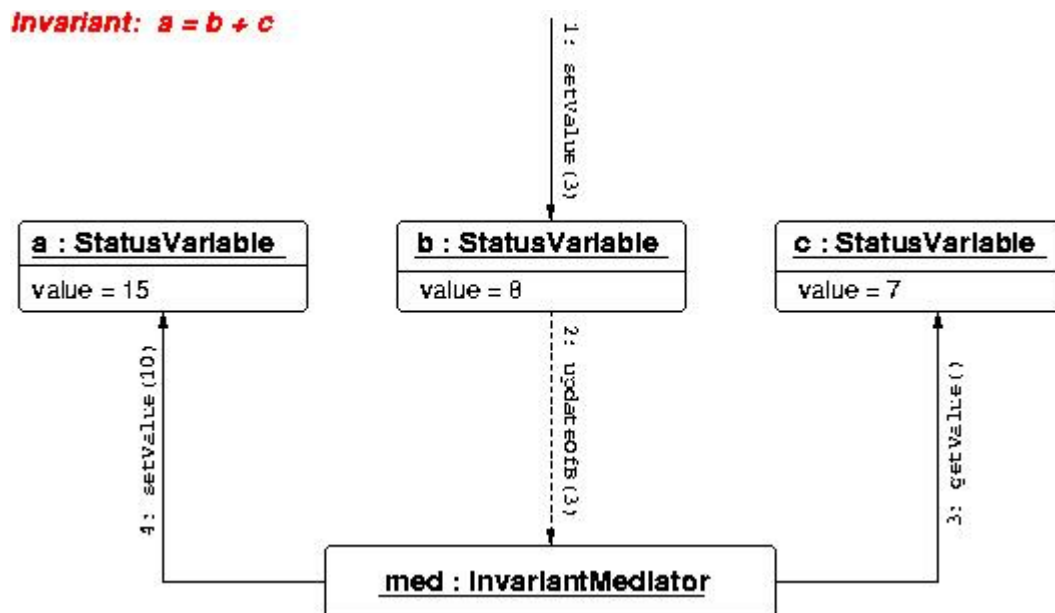 Invariant: a = b + c
1: setValue(3)
a : StatusVariable
value = 15
b : StatusVariable
value = 8
c : StatusVariable
value = 7
4: setValue(10)
2: updateOfB(3)
3: getValue()
med : InvariantMediator